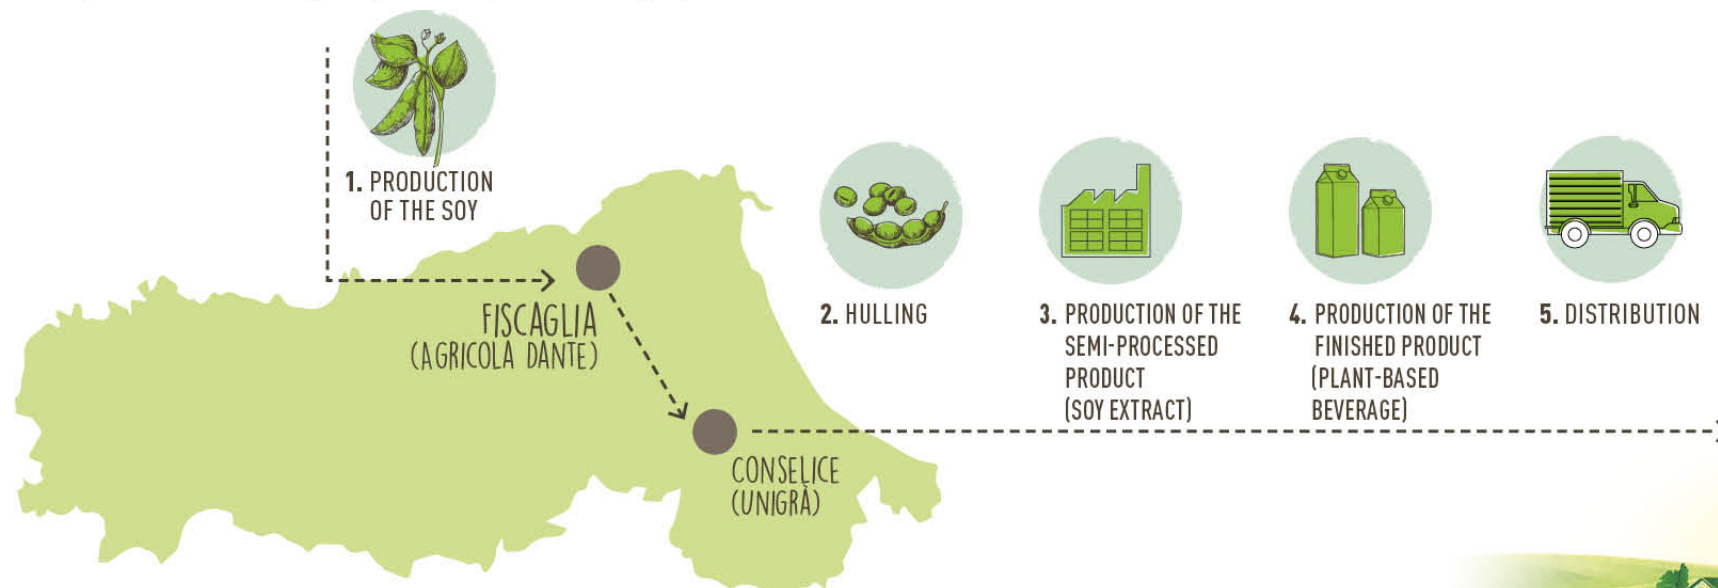 1. PRODUCTION
OF THE SOY
FISCAGLIA
(AGRICOLA DANTE)
CONSELICE
(UNIGRÀ)
2. HULLING
3. PRODUCTION OF THE
SEMI-PROCESSED
PRODUCT
(SOY EXTRACT)
4. PRODUCTION OF THE
FINISHED PRODUCT
(PLANT-BASED
BEVERAGE)
5. DISTRIBUTION